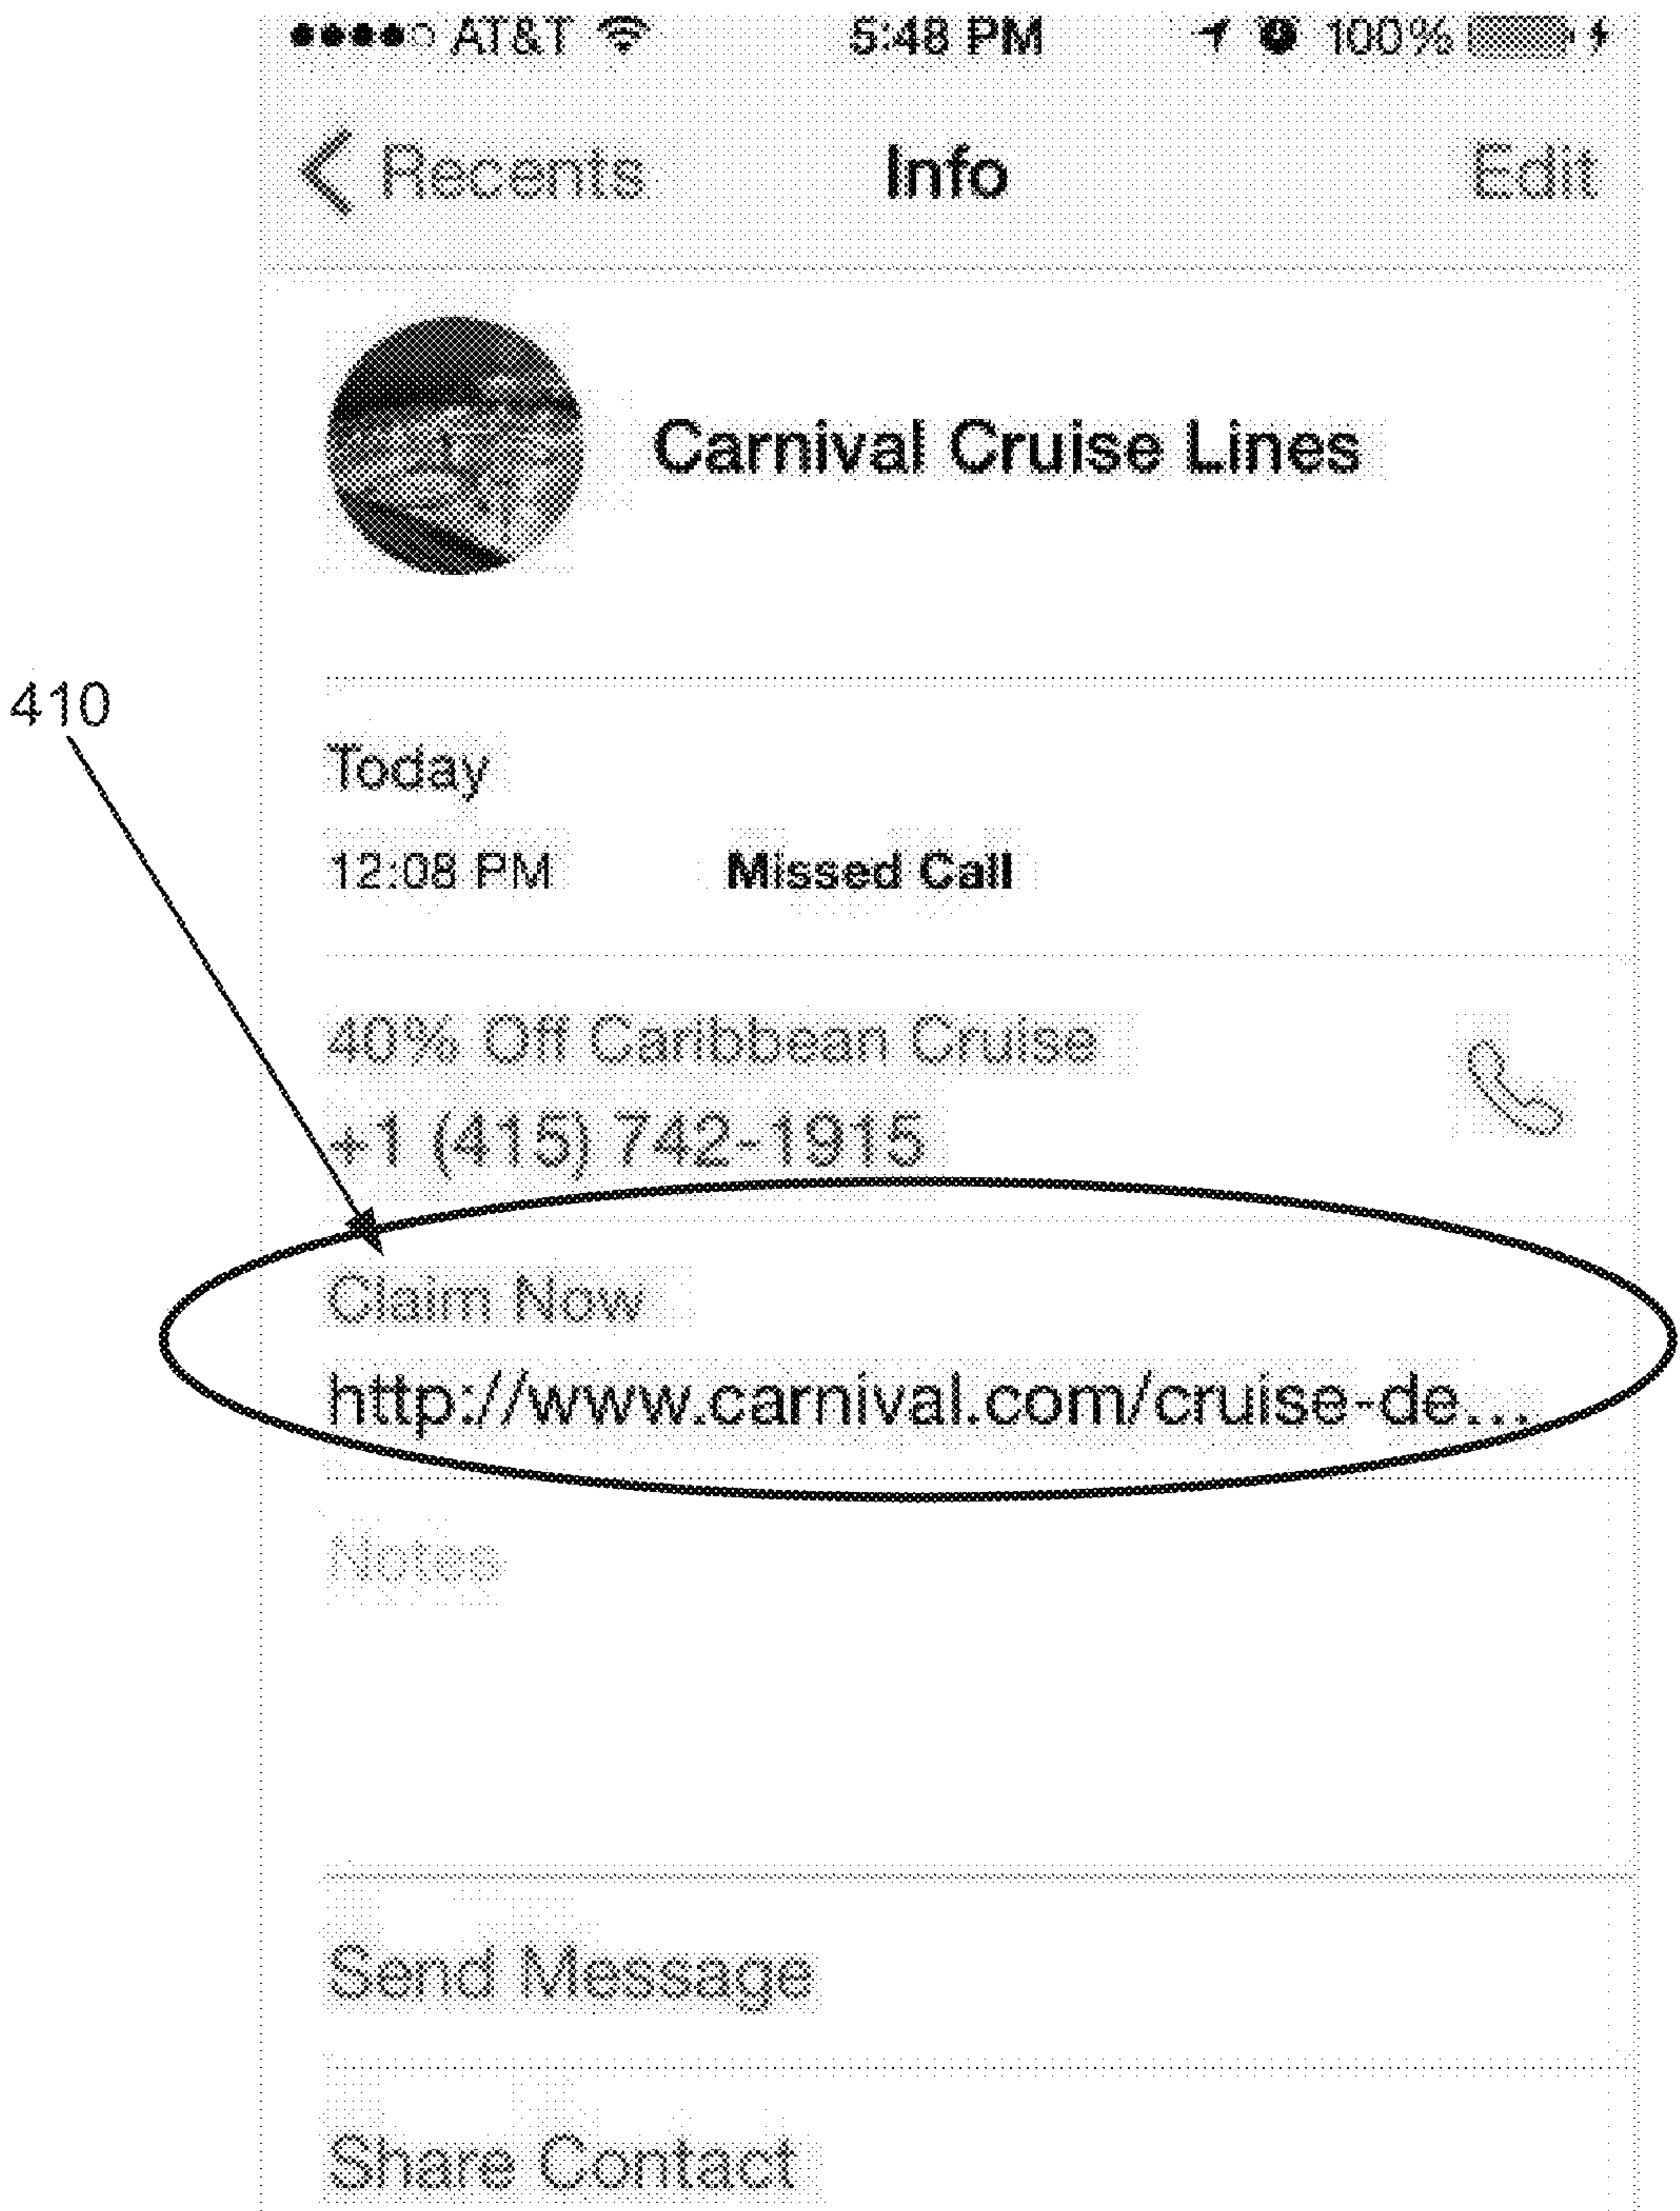 AT&T 5:48 PM 100%
Recents Info Edit
Carnival Cruise Lines
410
Today
12:08 PM Missed Call
40% Off Caribbean Cruise
+1 (415) 742-1915
Claim Now
http://www.carnival.com/cruise-de...
Notes
Send Message
Share Contact